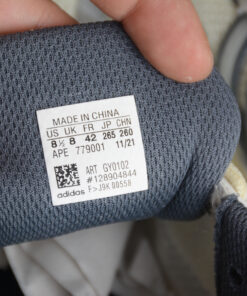 MADE IN CHINA
US UK FR JP CHN
8½ 8 42 265 260
APE 779001 11/21
ART GY0102
#128904844
adidas F>J9K 00558